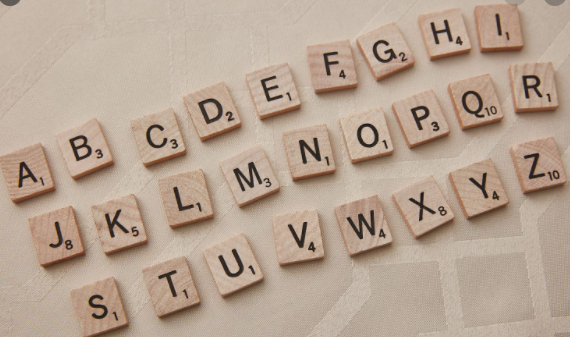 A1 B3 C3 D2 E1 F4 G2 H4 I1
J8 K5 L1 M3 N1 O1 P3 Q10 R1
S1 T1 U1 V4 W4 X8 Y4 Z10